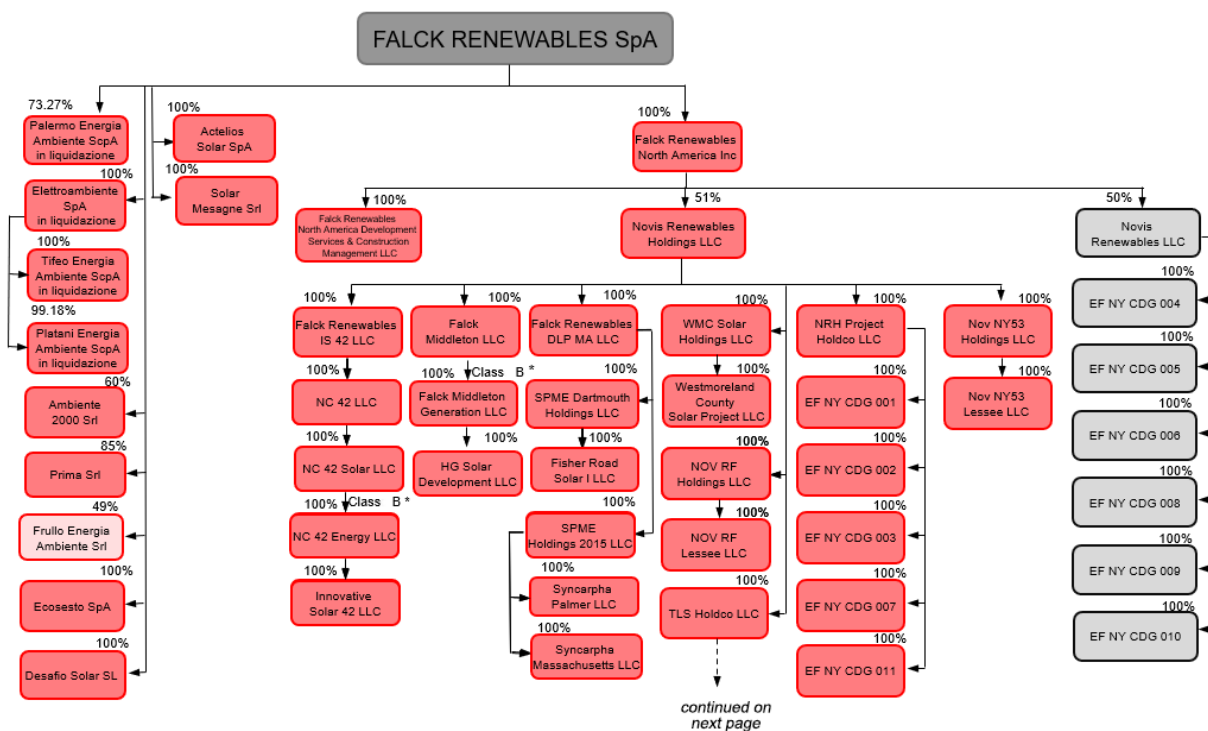 FALCK RENEWABLES SpA
73.27%
Palermo Energia
Ambiente ScpA
in liquidazione
100%
Actelios
Solar SpA
100%
Falck Renewables
North America Inc
100%
Elettroambiente
SpA
in liquidazione
100%
Solar
Mesagne Srl
100%
Tifeo Energia
Ambiente ScpA
in liquidazione
99.18%
Platani Energia
Ambiente ScpA
in liquidazione
60%
Ambiente
2000 Srl
85%
Prima Srl
49%
Frullo Energia
Ambiente Srl
100%
Ecosesto SpA
100%
Desafio Solar SL
100%
Falck Renewables
North America Development
Services & Construction
Management LLC
51%
Novis Renewables
Holdings LLC
50%
Novis
Renewables LLC
100%
Falck Renewables
IS 42 LLC
100%
NC 42 LLC
100%
NC 42 Solar LLC
Class B *
100%
NC 42 Energy LLC
100%
Innovative
Solar 42 LLC
100%
Falck
Middleton LLC
Class B *
100%
Falck Middleton
Generation LLC
100%
HG Solar
Development LLC
100%
Falck Renewables
DLP MA LLC
100%
SPME Dartmouth
Holdings LLC
100%
Fisher Road
Solar I LLC
100%
SPME
Holdings 2015 LLC
100%
Syncarpha
Palmer LLC
100%
Syncarpha
Massachusetts LLC
100%
WMC Solar
Holdings LLC
100%
Westmoreland
County
Solar Project LLC
100%
NOV RF
Holdings LLC
100%
NOV RF
Lessee LLC
100%
TLS Holdco LLC
continued on
next page
100%
NRH Project
Holdco LLC
100%
EF NY CDG 001
100%
EF NY CDG 002
100%
EF NY CDG 003
100%
EF NY CDG 007
100%
EF NY CDG 011
100%
Nov NY53
Holdings LLC
100%
Nov NY53
Lessee LLC
100%
EF NY CDG 004
100%
EF NY CDG 005
100%
EF NY CDG 006
100%
EF NY CDG 008
100%
EF NY CDG 009
100%
EF NY CDG 010